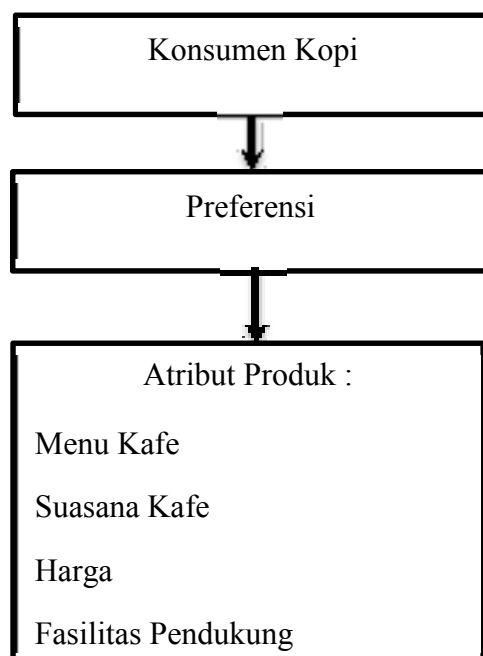 Konsumen Kopi
Preferensi
Atribut Produk :
Menu Kafe
Suasana Kafe
Harga
Fasilitas Pendukung